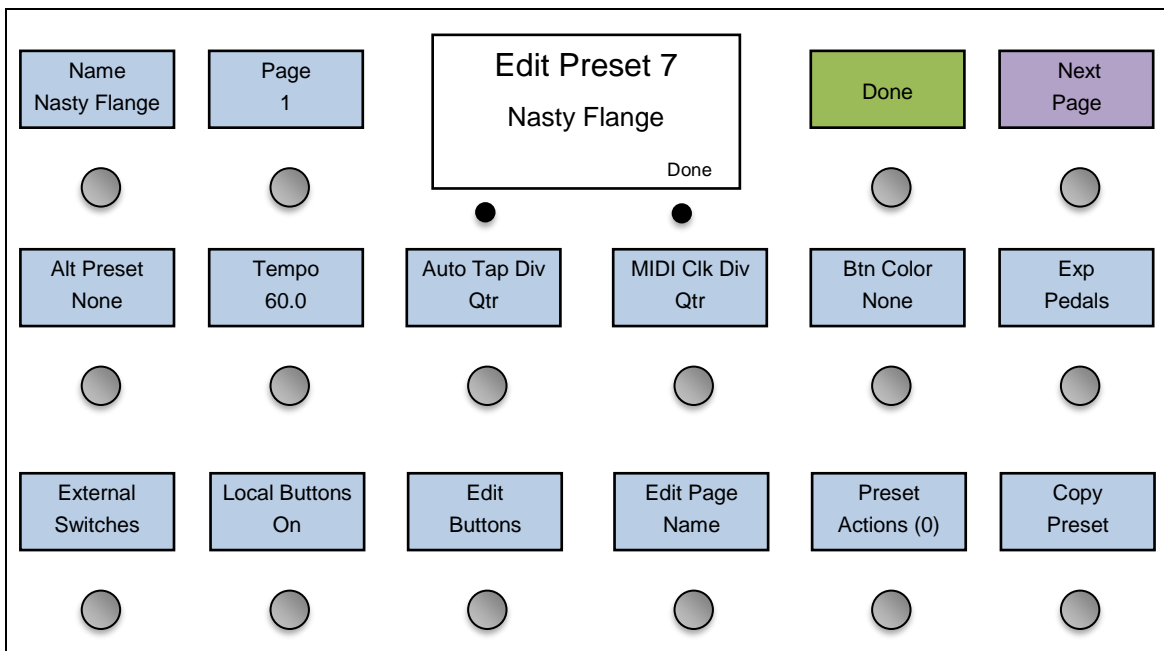 Name
Nasty Flange
Page
1
Edit Preset 7
Nasty Flange
Done
Done
Next
Page
Alt Preset
None
Tempo
60.0
Auto Tap Div
Qtr
MIDI Clk Div
Qtr
Btn Color
None
Exp
Pedals
External
Switches
Local Buttons
On
Edit
Buttons
Edit Page
Name
Preset
Actions (0)
Copy
Preset